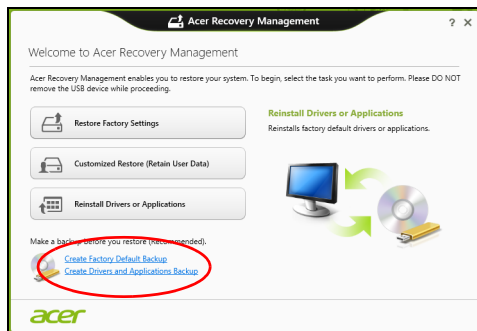 Acer Recovery Management
? X
Welcome to Acer Recovery Management
Acer Recovery Management enables you to restore your system. To begin, select the task you want to perform. Please DO NOT
remove the USB device while proceeding.
Restore Factory Settings
Customized Restore (Retain User Data)
Reinstall Drivers or Applications
Reinstall Drivers or Applications
Reinstalls factory default drivers or applications.
Make a backup before you restore (Recommended).
Create Factory Default Backup
Create Drivers and Applications Backup
acer